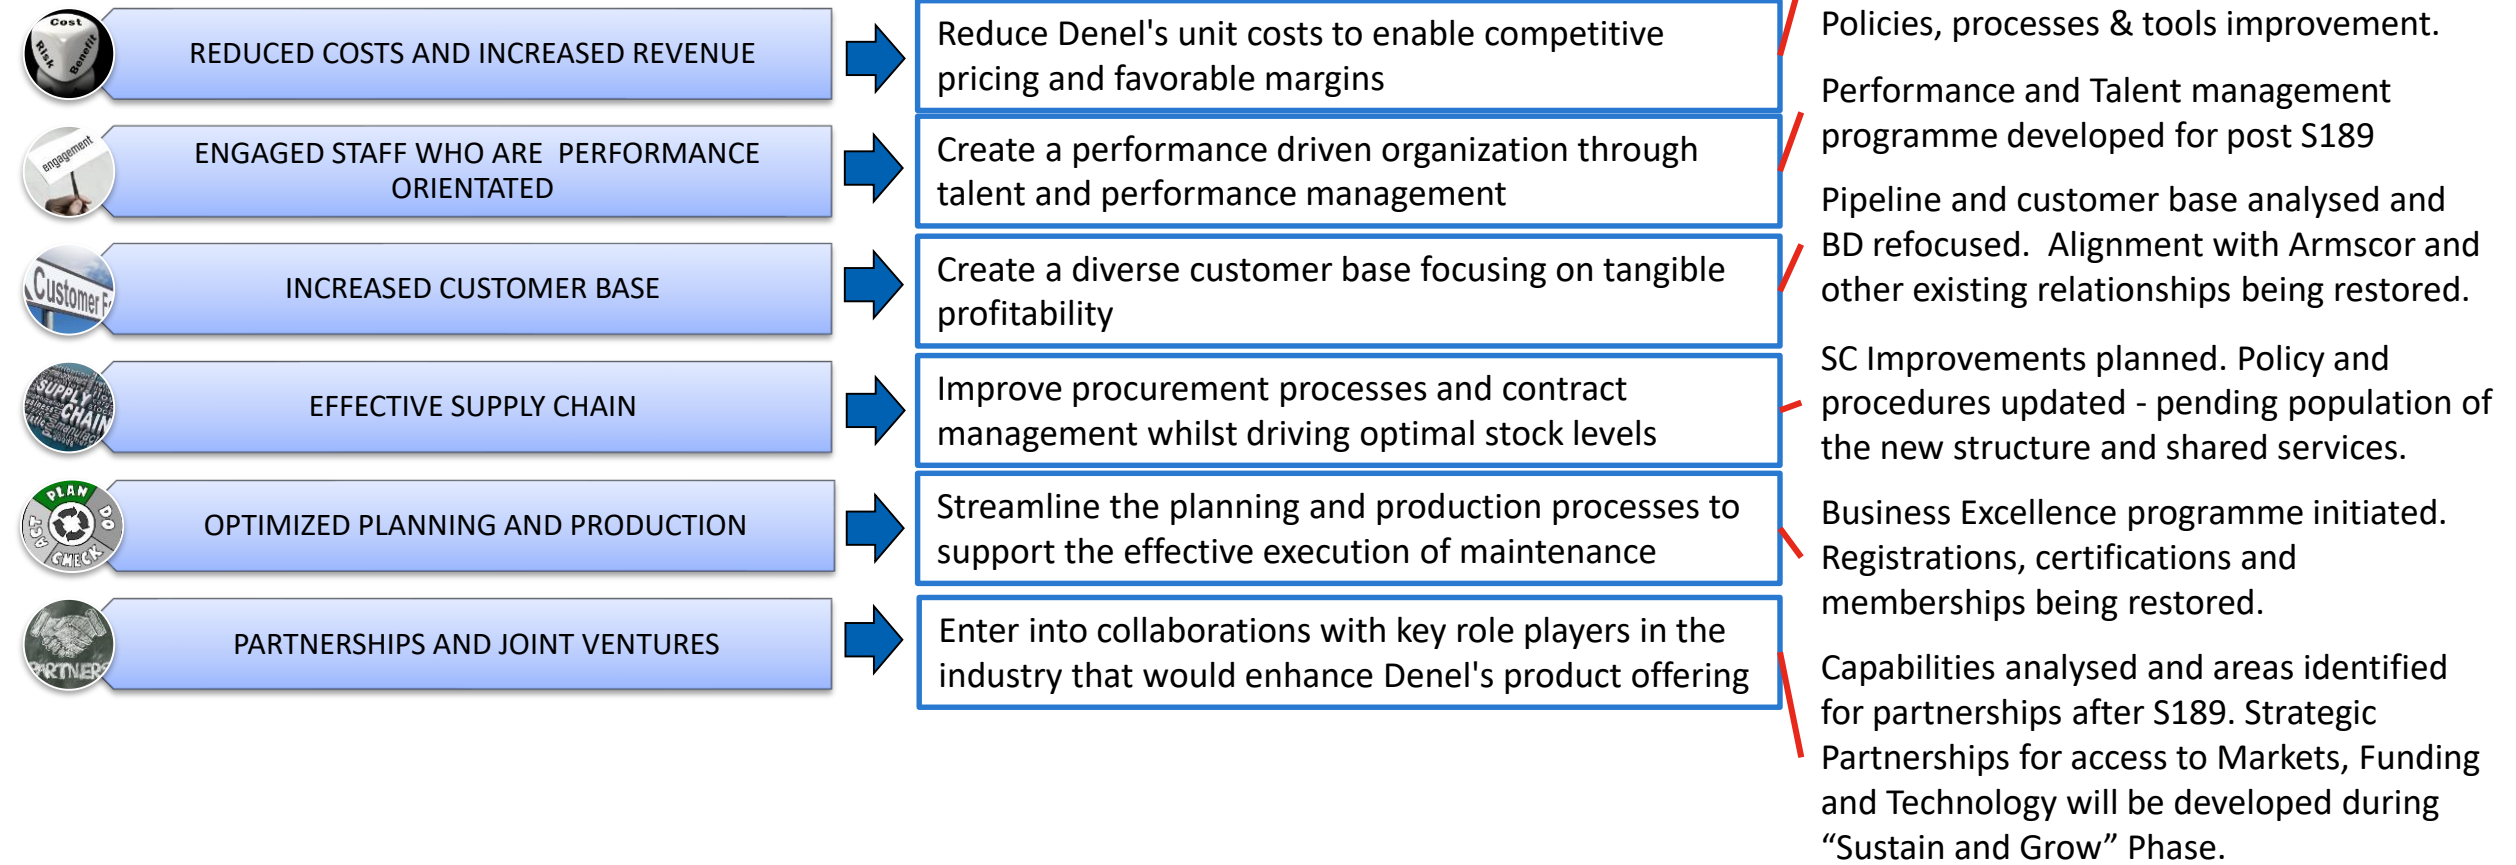 Cost
Risk
Benefit
REDUCED COSTS AND INCREASED REVENUE
Reduce Denel's unit costs to enable competitive
pricing and favorable margins
Policies, processes & tools improvement.
engagement
ENGAGED STAFF WHO ARE PERFORMANCE
ORIENTATED
Create a performance driven organization through
talent and performance management
Performance and Talent management
programme developed for post S189
Customer
INCREASED CUSTOMER BASE
Create a diverse customer base focusing on tangible
profitability
Pipeline and customer base analysed and
BD refocused. Alignment with Armscor and
other existing relationships being restored.
SUPPLY
CHAIN
EFFECTIVE SUPPLY CHAIN
Improve procurement processes and contract
management whilst driving optimal stock levels
SC Improvements planned. Policy and
procedures updated - pending population of
the new structure and shared services.
PLAN
DO
CHECK
ACT
OPTIMIZED PLANNING AND PRODUCTION
Streamline the planning and production processes to
support the effective execution of maintenance
Business Excellence programme initiated.
Registrations, certifications and
memberships being restored.
PARTNERS
PARTNERSHIPS AND JOINT VENTURES
Enter into collaborations with key role players in the
industry that would enhance Denel's product offering
Capabilities analysed and areas identified
for partnerships after S189. Strategic
Partnerships for access to Markets, Funding
and Technology will be developed during
“Sustain and Grow” Phase.